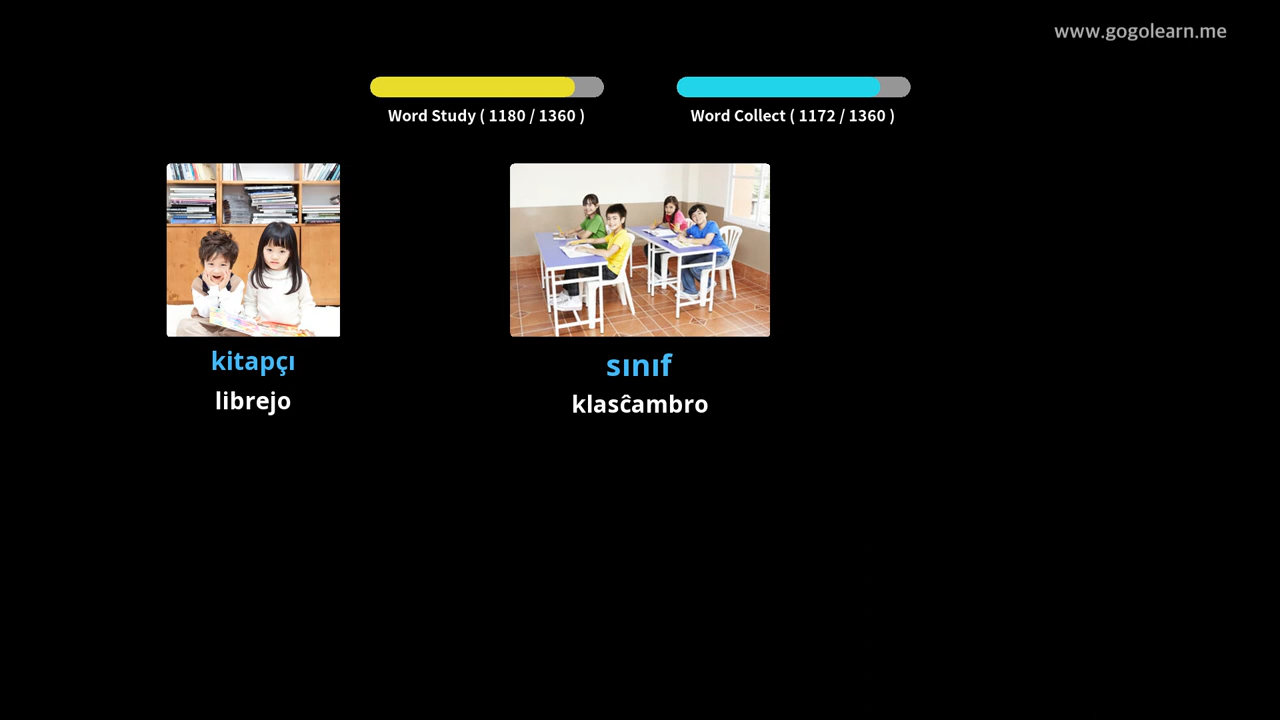 www.gogolearn.me
Word Study ( 1180 / 1360 )
Word Collect ( 1172 / 1360 )
kitapçı
librejo
sınıf
klasĉambro